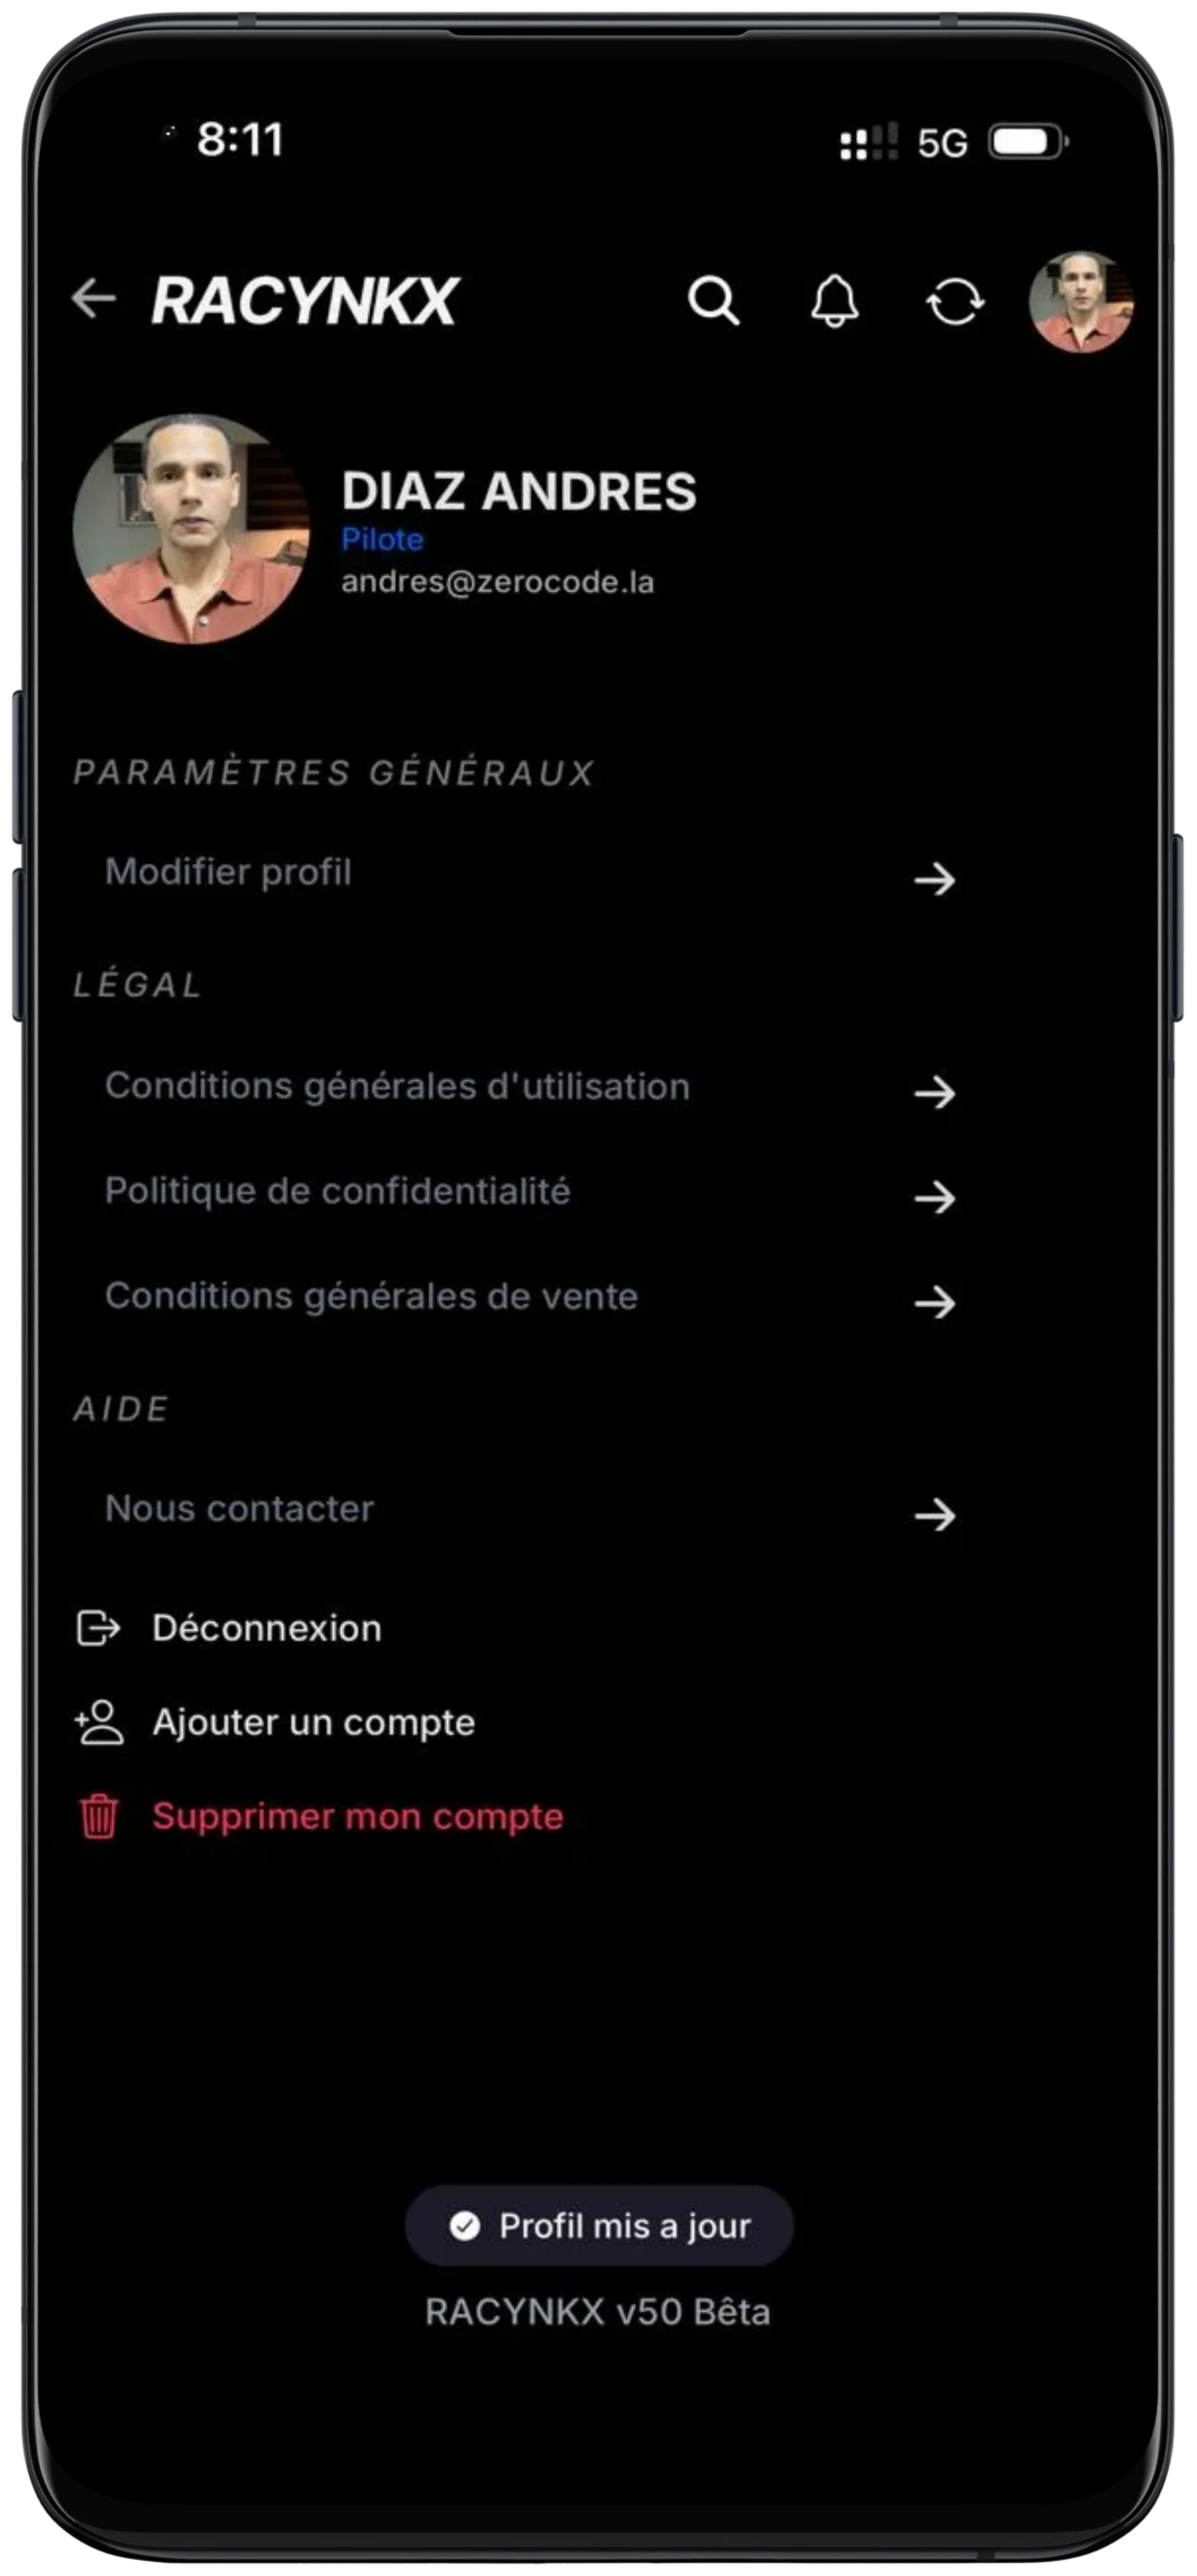 8:11 5G
RACYNKX
DIAZ ANDRES
Pilote
andres@zerocode.la
PARAMÈTRES GÉNÉRAUX
Modifier profil
LÉGAL
Conditions générales d'utilisation
Politique de confidentialité
Conditions générales de vente
AIDE
Nous contacter
Déconnexion
Ajouter un compte
Supprimer mon compte
Profil mis a jour
RACYNKX v50 Bêta